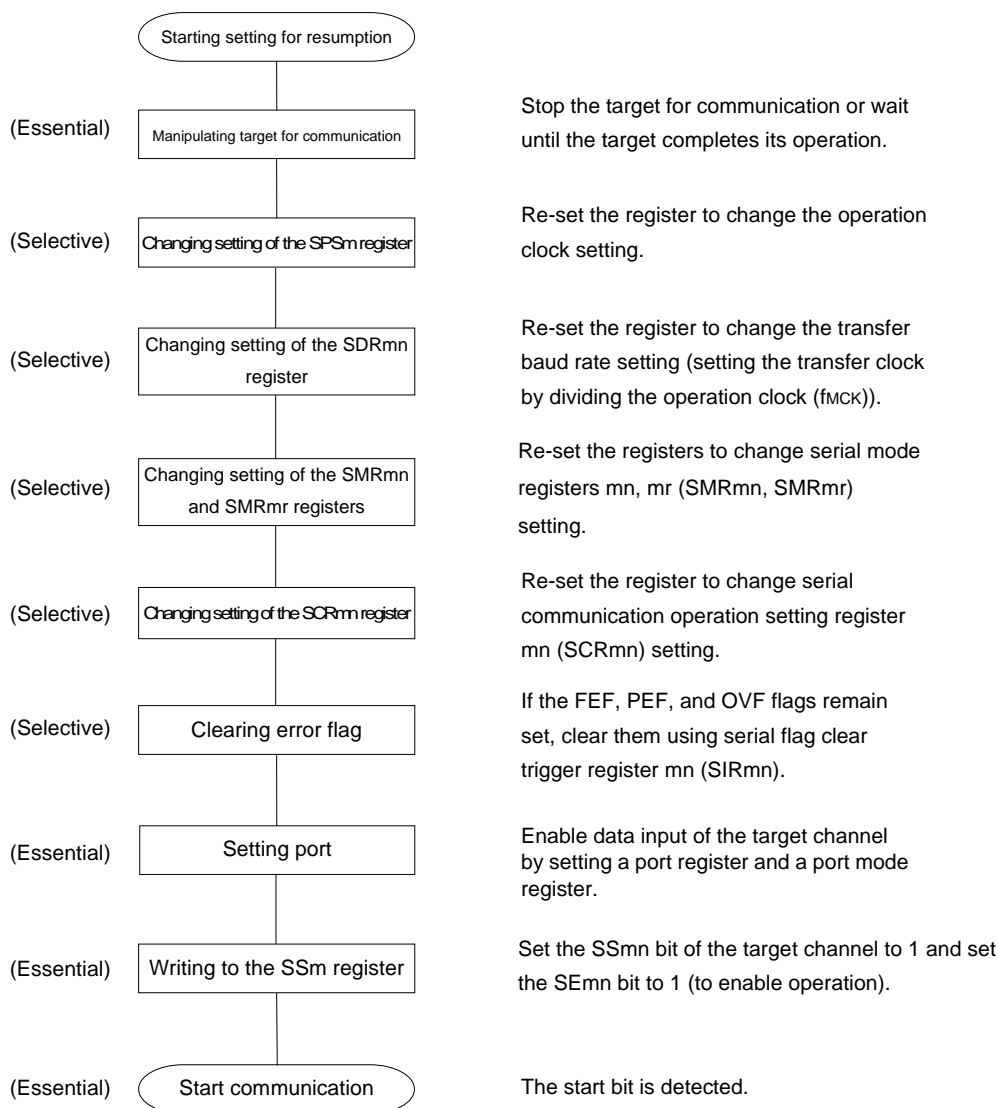 Starting setting for resumption
(Essential)
Manipulating target for communication
Stop the target for communication or wait
until the target completes its operation.
(Selective)
Changing setting of the SPSm register
Re-set the register to change the operation
clock setting.
(Selective)
Changing setting of the SDRmn
register
Re-set the register to change the transfer
baud rate setting (setting the transfer clock
by dividing the operation clock (fMCK)).
(Selective)
Changing setting of the SMRmn
and SMRmr registers
Re-set the registers to change serial mode
registers mn, mr (SMRmn, SMRmr)
setting.
(Selective)
Changing setting of the SCRmn register
Re-set the register to change serial
communication operation setting register
mn (SCRmn) setting.
(Selective)
Clearing error flag
If the FEF, PEF, and OVF flags remain
set, clear them using serial flag clear
trigger register mn (SIRmn).
(Essential)
Setting port
Enable data input of the target channel
by setting a port register and a port mode
register.
(Essential)
Writing to the SSm register
Set the SSmn bit of the target channel to 1 and set
the SEmn bit to 1 (to enable operation).
(Essential)
Start communication
The start bit is detected.